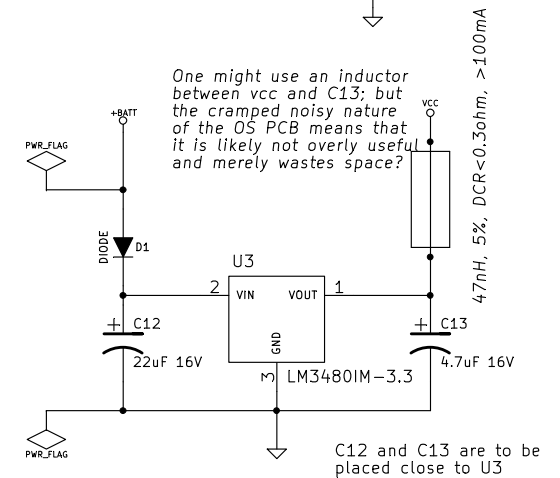 One might use an inductor
between vcc and C13; but
the cramped noisy nature
of the OS PCB means that
it is likely not overly useful
and merely wastes space?
+BATT
VCC
PWR_FLAG
47nH, 5%, DCR<0.3ohm, >100mA
DIODE
D1
U3
2
VIN
VOUT
1
GND
3
C12
22uF 16V
C13
4.7uF 16V
LM3480IM-3.3
PWR_FLAG
C12 and C13 are to be
placed close to U3